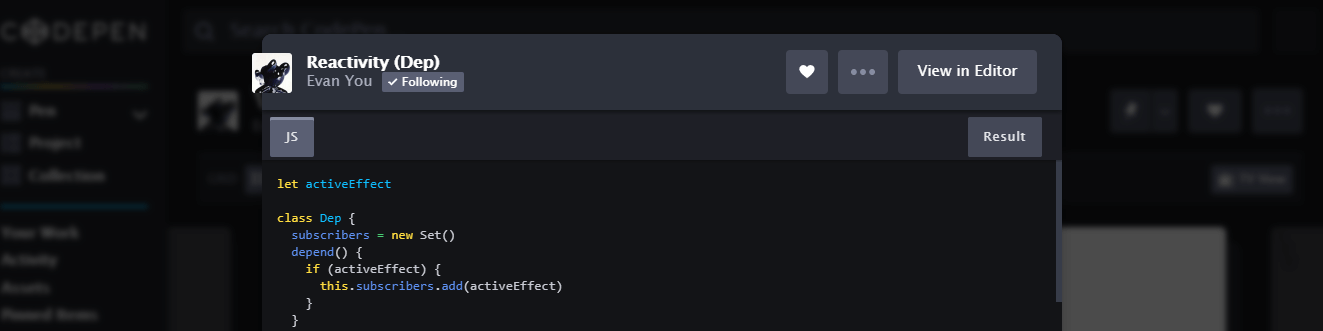 CODEPEN
Search CodePen
Reactivity (Dep)
Evan You ✓ Following
View in Editor
Pen
Project
Collection
JS
Result
let activeEffect
class Dep {
subscribers = new Set()
depend() {
if (activeEffect) {
this.subscribers.add(activeEffect)
}
}
Your Work
Activity
Assets
Pinned Items